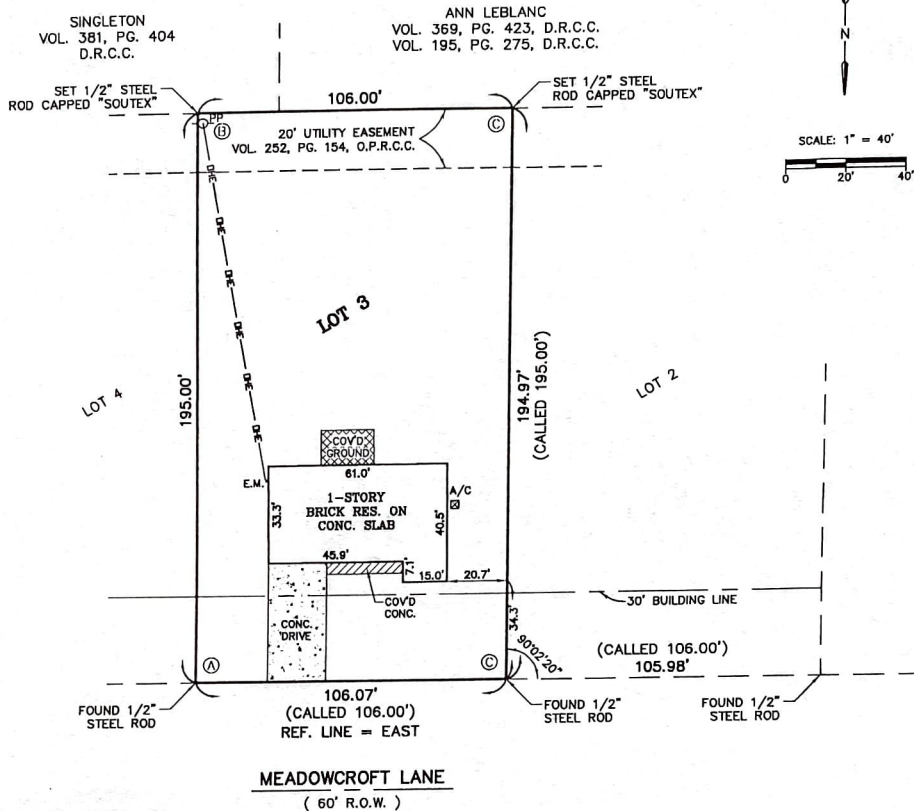 SINGLETON
VOL. 381, PG. 404
D.R.C.C.
ANN LEBLANC
VOL. 369, PG. 423, D.R.C.C.
VOL. 195, PG. 275, D.R.C.C.
N
SET 1/2" STEEL
ROD CAPPED "SOUTEX"
106.00'
SET 1/2" STEEL
ROD CAPPED "SOUTEX"
PP
B
C
20' UTILITY EASEMENT
VOL. 252, PG. 154, O.P.R.C.C.
SCALE: 1" = 40'
0 20' 40'
OHE
OHE
OHE
OHE
OHE
OHE
LOT 3
LOT 4
195.00'
194.97'
(CALLED 195.00')
LOT 2
COV'D
GROUND
61.0'
E.M.
1-STORY
BRICK RES. ON
CONC. SLAB
A/C
33.3'
40.5'
45.9'
7.1'
15.0'
20.7'
COV'D
CONC.
CONC.
DRIVE
30' BUILDING LINE
34.3'
90°02'20"
A
C
(CALLED 106.00')
105.98'
FOUND 1/2"
STEEL ROD
106.07'
(CALLED 106.00')
REF. LINE = EAST
FOUND 1/2"
STEEL ROD
FOUND 1/2"
STEEL ROD
MEADOWCROFT LANE
( 60' R.O.W. )